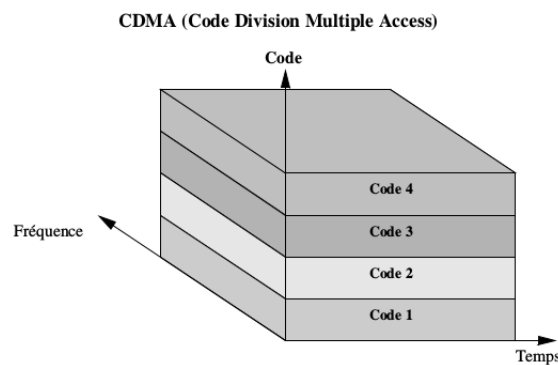 CDMA (Code Division Multiple Access)
Code
Code 4
Code 3
Fréquence
Code 2
Code 1
Temps